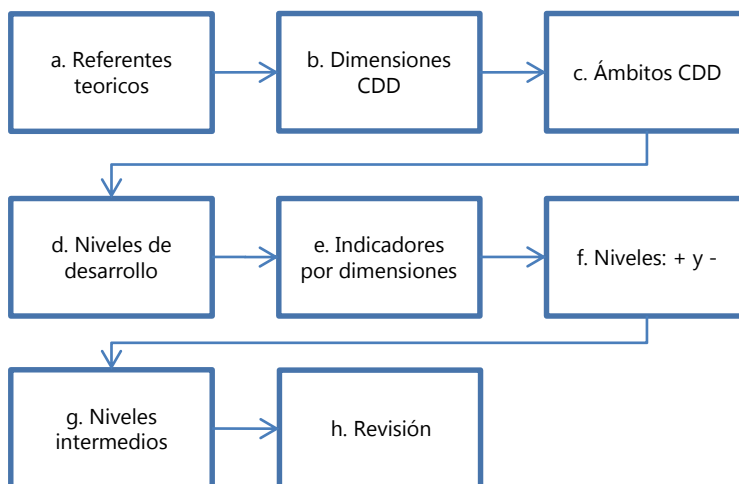 a. Referentes
teoricos
b. Dimensiones
CDD
c. Ámbitos CDD
d. Niveles de
desarrollo
e. Indicadores
por dimensiones
f. Niveles: + y -
g. Niveles
intermedios
h. Revisión